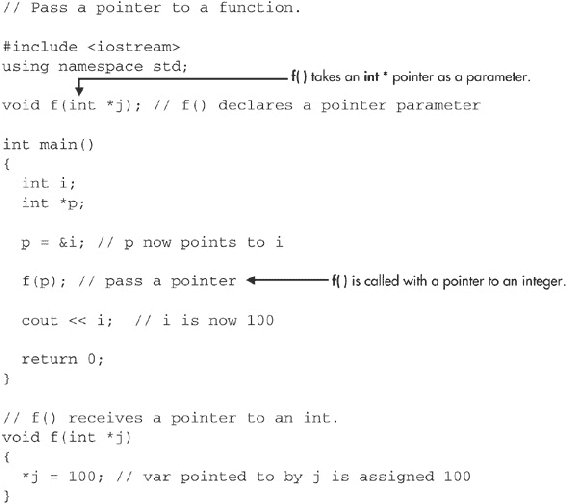 // Pass a pointer to a function.
#include <iostream>
using namespace std;
f( ) takes an int * pointer as a parameter.
void f(int *j); // f() declares a pointer parameter
int main()
{
int i;
int *p;
p = &i; // p now points to i
f(p); // pass a pointer
f( ) is called with a pointer to an integer.
cout << i; // i is now 100
return 0;
}
// f() receives a pointer to an int.
void f(int *j)
{
*j = 100; // var pointed to by j is assigned 100
}